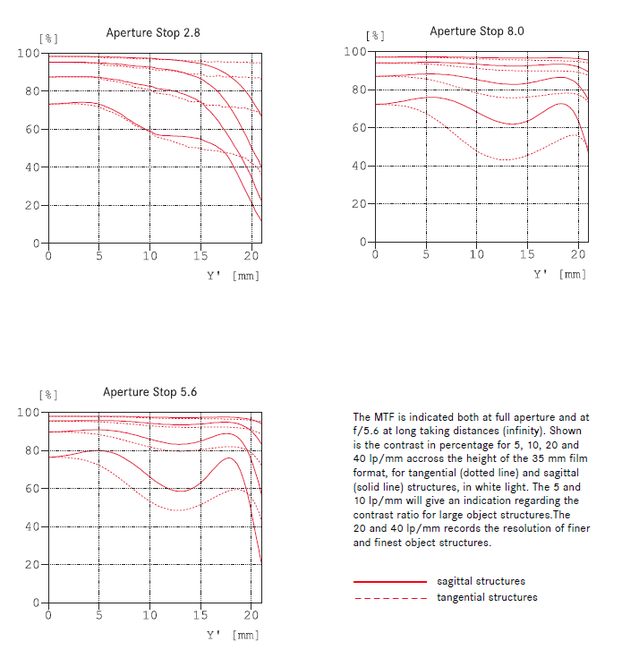 Aperture Stop 2.8
[%]
100
80
60
40
20
0
0 5 10 15 20
Y' [mm]
Aperture Stop 8.0
[%]
100
80
60
40
20
0
0 5 10 15 20
Y' [mm]
Aperture Stop 5.6
[%]
100
80
60
40
20
0
0 5 10 15 20
Y' [mm]
The MTF is indicated both at full aperture and at
f/5.6 at long taking distances (infinity). Shown
is the contrast in percentage for 5, 10, 20 and
40 lp/mm accross the height of the 35 mm film
format, for tangential (dotted line) and sagittal
(solid line) structures, in white light. The 5 and
10 lp/mm will give an indication regarding the
contrast ratio for large object structures.The
20 and 40 lp/mm records the resolution of finer
and finest object structures.
sagittal structures
tangential structures